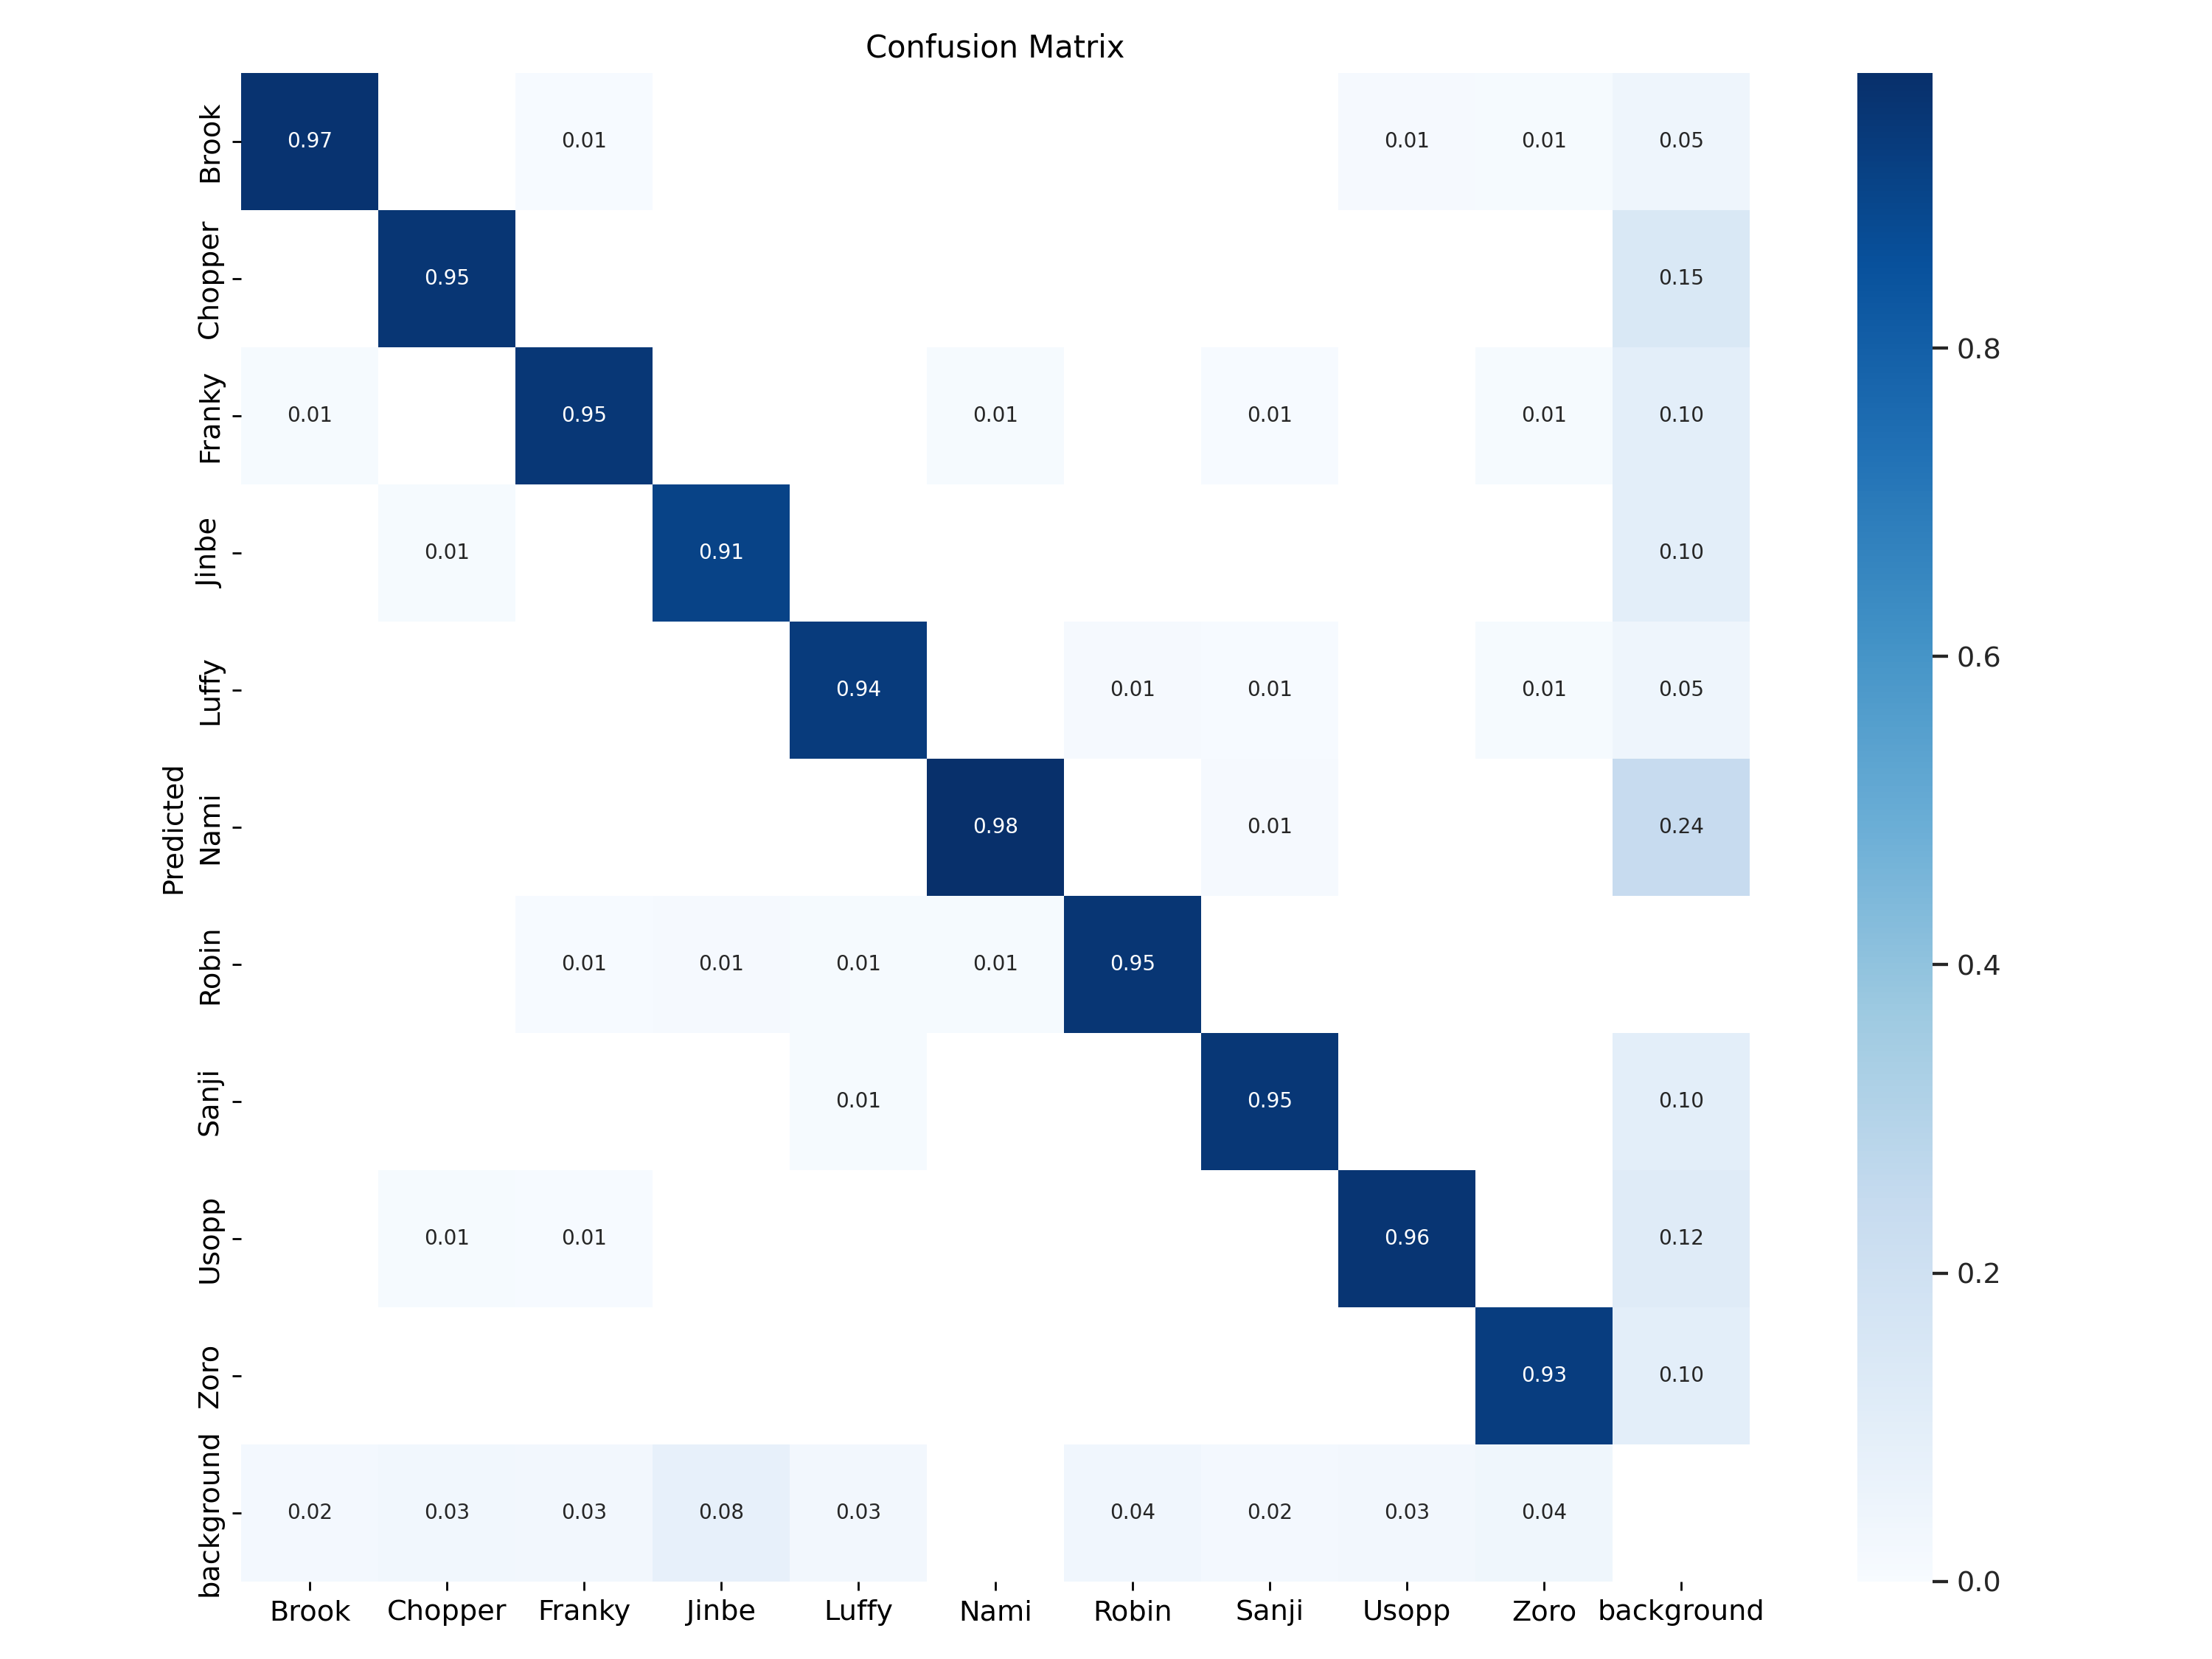 Confusion Matrix
Predicted
Brook 0.97 0.01 0.01 0.01 0.05
Chopper 0.95 0.15
Franky 0.01 0.95 0.01 0.01 0.01 0.10
Jinbe 0.01 0.91 0.10
Luffy 0.94 0.01 0.01 0.01 0.05
Nami 0.98 0.01 0.24
Robin 0.01 0.01 0.01 0.01 0.95
Sanji 0.01 0.95 0.10
Usopp 0.01 0.01 0.96 0.12
Zoro 0.93 0.10
background 0.02 0.03 0.03 0.08 0.03 0.04 0.02 0.03 0.04
Brook Chopper Franky Jinbe Luffy Nami Robin Sanji Usopp Zoro background
0.8
0.6
0.4
0.2
0.0